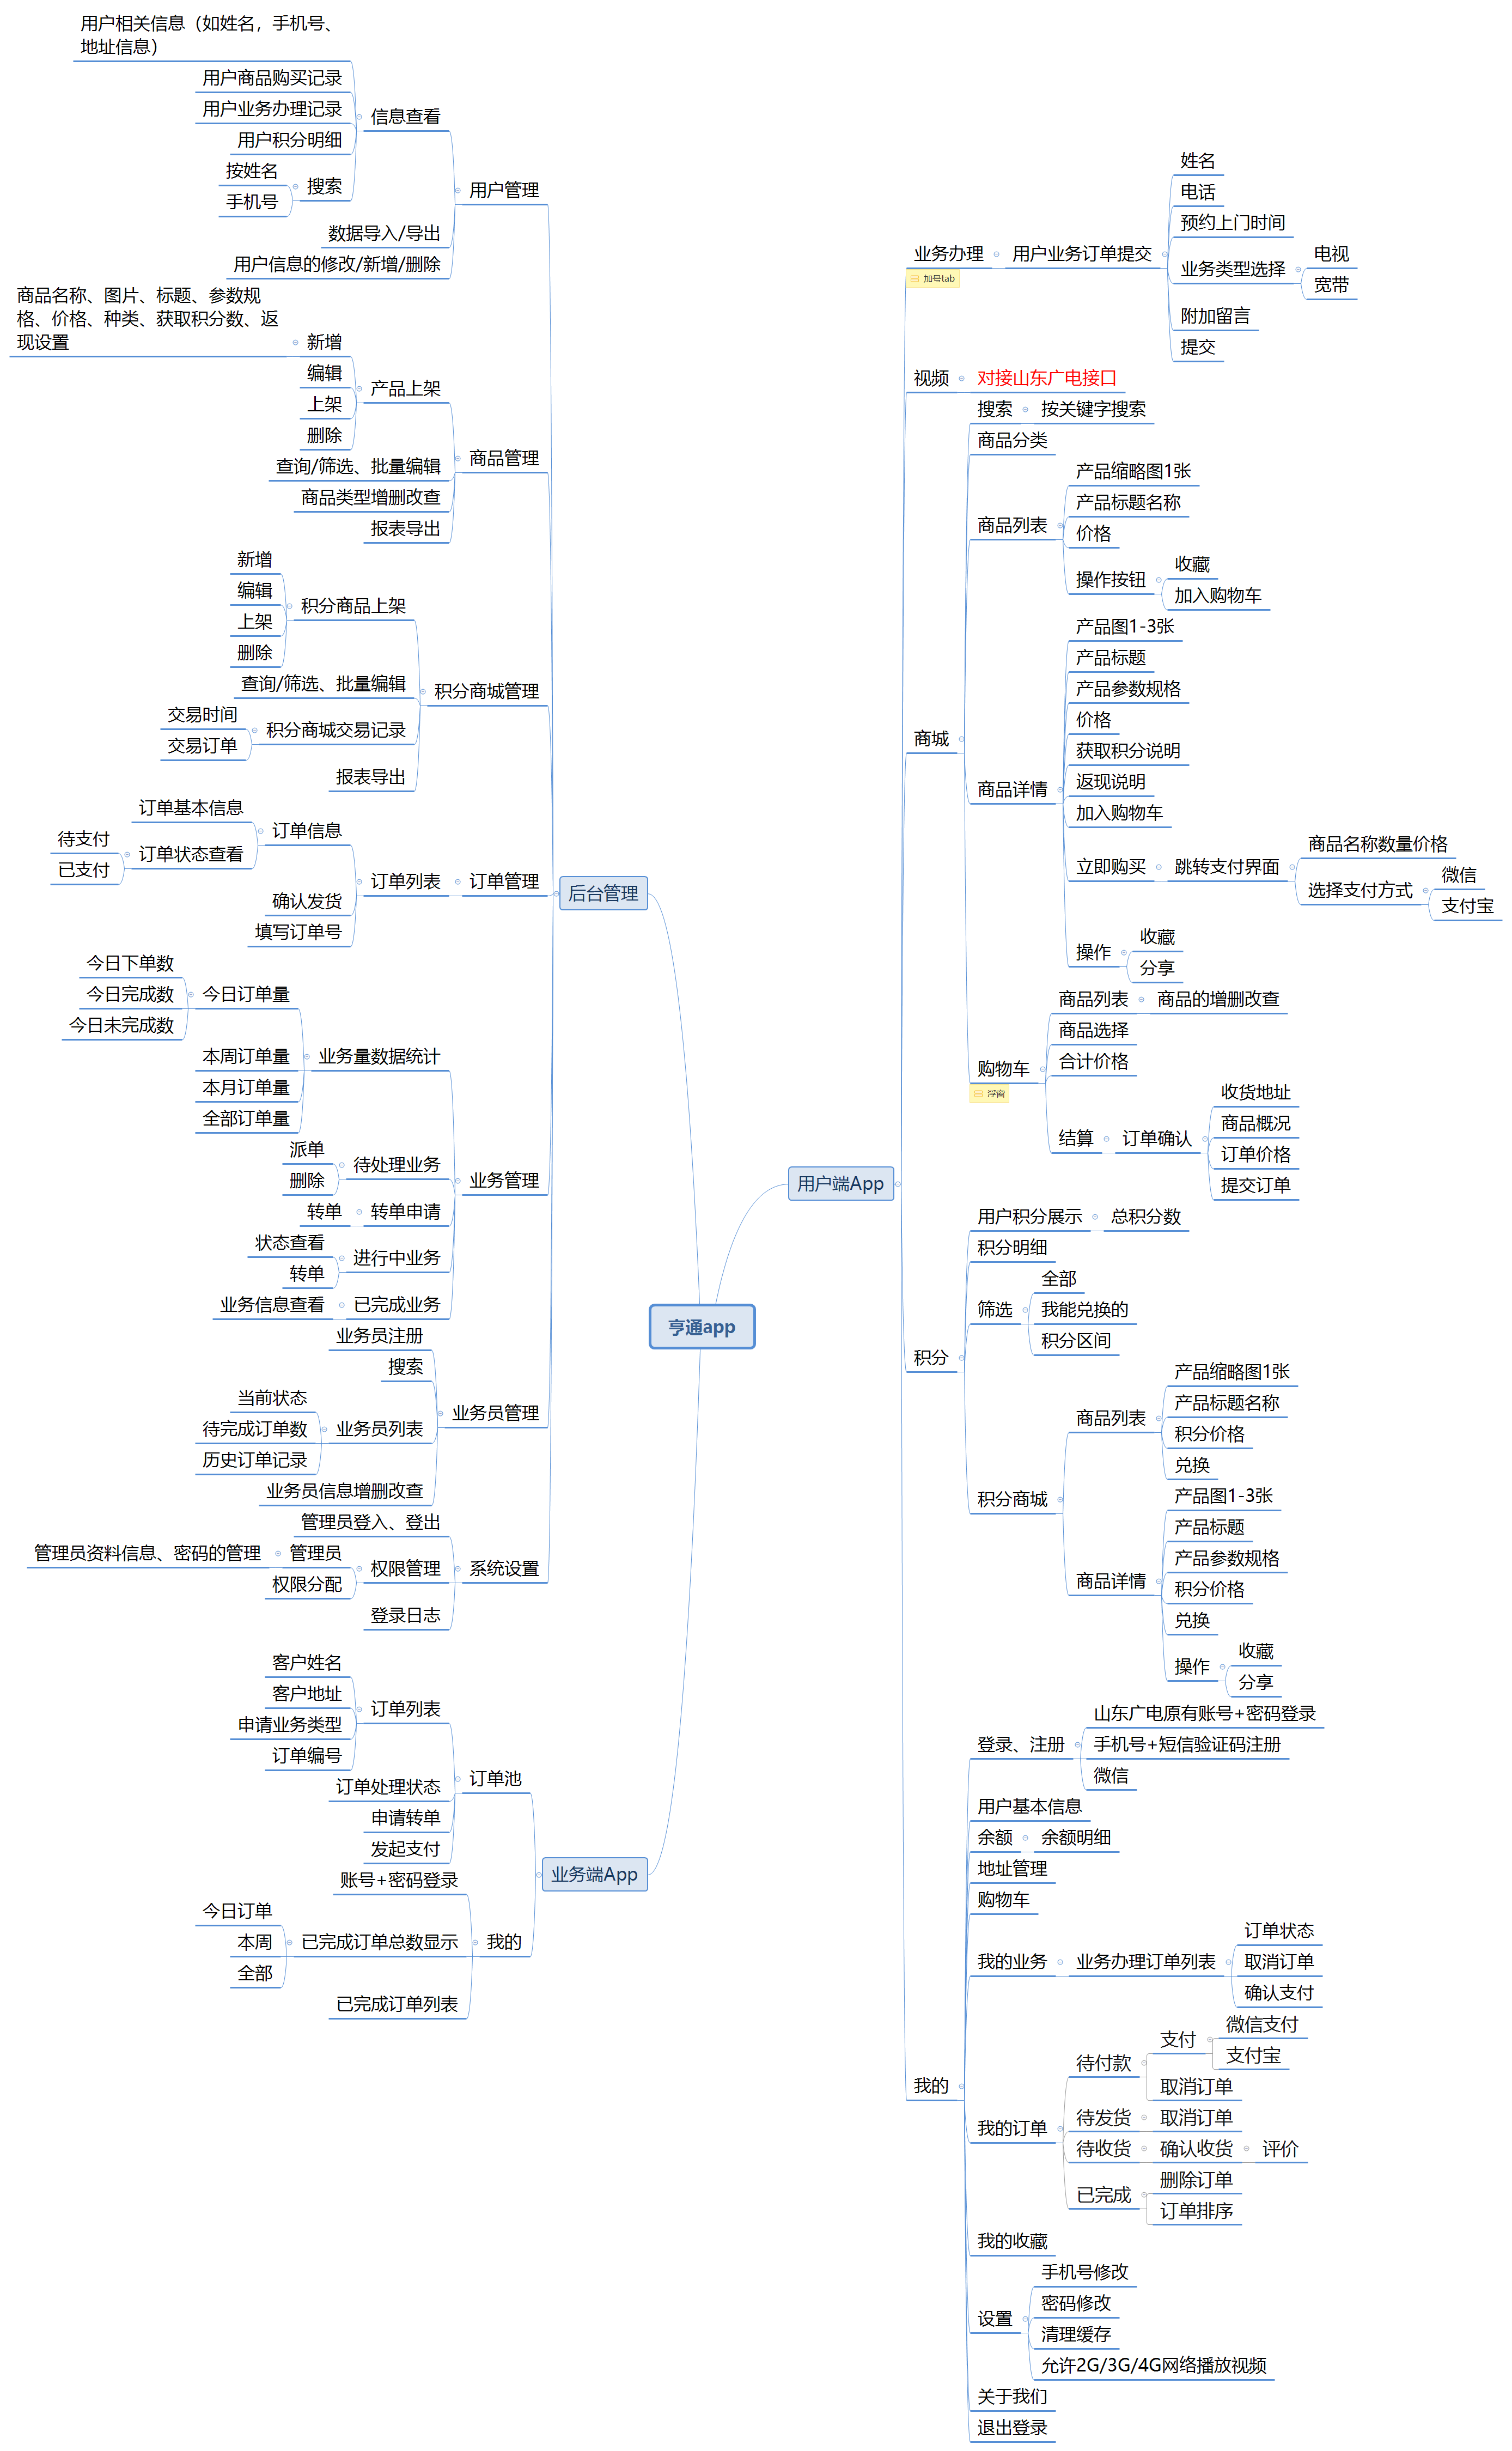 亨通app
用户端App
业务办理
加号tab
用户业务订单提交
姓名
电话
预约上门时间
业务类型选择
电视
宽带
附加留言
提交
视频
对接山东广电接口
商城
搜索
按关键字搜索
商品分类
商品列表
产品缩略图1张
产品标题名称
价格
操作按钮
收藏
加入购物车
商品详情
产品图1-3张
产品标题
产品参数规格
价格
获取积分说明
返现说明
加入购物车
立即购买
跳转支付界面
商品名称数量价格
选择支付方式
微信
支付宝
操作
收藏
分享
购物车
浮窗
商品列表
商品的增删改查
商品选择
合计价格
结算
订单确认
收货地址
商品概况
订单价格
提交订单
积分
用户积分展示
总积分数
积分明细
筛选
全部
我能兑换的
积分区间
积分商城
商品列表
产品缩略图1张
产品标题名称
积分价格
兑换
商品详情
产品图1-3张
产品标题
产品参数规格
积分价格
兑换
操作
收藏
分享
我的
登录、注册
山东广电原有账号+密码登录
手机号+短信验证码注册
微信
用户基本信息
余额
余额明细
地址管理
购物车
我的业务
业务办理订单列表
订单状态
取消订单
确认支付
我的订单
待付款
支付
微信支付
支付宝
取消订单
待发货
取消订单
待收货
确认收货
评价
已完成
删除订单
订单排序
我的收藏
设置
手机号修改
密码修改
清理缓存
允许2G/3G/4G网络播放视频
关于我们
退出登录
后台管理
用户管理
信息查看
用户相关信息（如姓名，手机号、
地址信息）
用户商品购买记录
用户业务办理记录
用户积分明细
搜索
按姓名
手机号
数据导入/导出
用户信息的修改/新增/删除
商品管理
产品上架
新增
商品名称、图片、标题、参数规
格、价格、种类、获取积分数、返
现设置
编辑
上架
删除
查询/筛选、批量编辑
商品类型增删改查
报表导出
积分商城管理
积分商品上架
新增
编辑
上架
删除
查询/筛选、批量编辑
积分商城交易记录
交易时间
交易订单
报表导出
订单管理
订单列表
订单信息
订单基本信息
订单状态查看
待支付
已支付
确认发货
填写订单号
业务管理
业务量数据统计
今日订单量
今日下单数
今日完成数
今日未完成数
本周订单量
本月订单量
全部订单量
待处理业务
派单
删除
转单申请
转单
进行中业务
状态查看
转单
已完成业务
业务信息查看
业务员管理
业务员注册
搜索
业务员列表
当前状态
待完成订单数
历史订单记录
业务员信息增删改查
系统设置
管理员登入、登出
权限管理
管理员
管理员资料信息、密码的管理
权限分配
登录日志
业务端App
订单池
订单列表
客户姓名
客户地址
申请业务类型
订单编号
订单处理状态
申请转单
发起支付
我的
账号+密码登录
已完成订单总数显示
今日订单
本周
全部
已完成订单列表